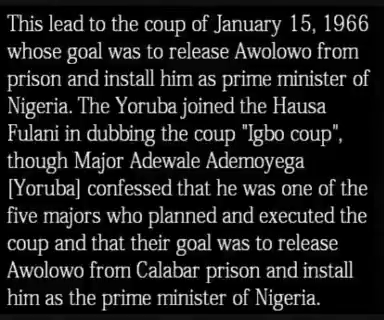 This lead to the coup of January 15, 1966
whose goal was to release Awolowo from
prison and install him as prime minister of
Nigeria. The Yoruba joined the Hausa
Fulani in dubbing the coup "Igbo coup",
though Major Adewale Ademoyega
[Yoruba] confessed that he was one of the
five majors who planned and executed the
coup and that their goal was to release
Awolowo from Calabar prison and install
him as the prime minister of Nigeria.